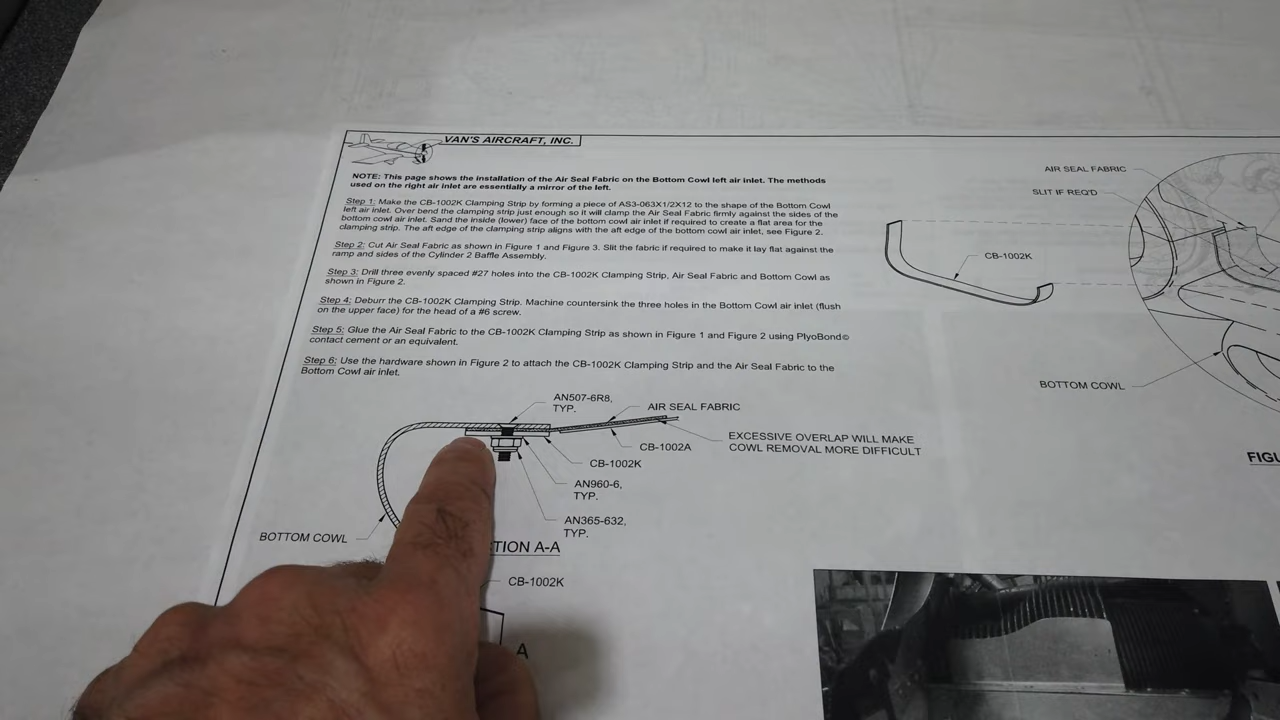 VAN'S AIRCRAFT, INC.
NOTE: This page shows the installation of the Air Seal Fabric on the Bottom Cowl left air inlet. The methods
used on the right air inlet are essentially a mirror of the left.
Step 1: Make the CB-1002K Clamping Strip by forming a piece of AS3-063X1/2X12 to the shape of the Bottom Cowl
left air inlet. Over bend the clamping strip just enough so it will clamp the Air Seal Fabric firmly against the sides of the
bottom cowl air inlet. Sand the inside (lower) face of the bottom cowl air inlet if required to create a flat area for the
clamping strip. The aft edge of the clamping strip aligns with the aft edge of the bottom cowl air inlet, see Figure 2.
Step 2: Cut Air Seal Fabric as shown in Figure 1 and Figure 3. Slit the fabric if required to make it lay flat against the
ramp and sides of the Cylinder 2 Baffle Assembly.
Step 3: Drill three evenly spaced #27 holes into the CB-1002K Clamping Strip, Air Seal Fabric and Bottom Cowl as
shown in Figure 2.
Step 4: Deburr the CB-1002K Clamping Strip. Machine countersink the three holes in the Bottom Cowl air inlet (flush
on the upper face) for the head of a #6 screw.
Step 5: Glue the Air Seal Fabric to the CB-1002K Clamping Strip as shown in Figure 1 and Figure 2 using PlyoBond©
contact cement or an equivalent.
Step 6: Use the hardware shown in Figure 2 to attach the CB-1002K Clamping Strip and the Air Seal Fabric to the
Bottom Cowl air inlet.
AIR SEAL FABRIC
SLIT IF REQ'D
CB-1002K
BOTTOM COWL
AN507-6R8,
TYP.
AIR SEAL FABRIC
EXCESSIVE OVERLAP WILL MAKE
COWL REMOVAL MORE DIFFICULT
CB-1002A
CB-1002K
AN960-6,
TYP.
AN365-632,
TYP.
BOTTOM COWL
TION A-A
CB-1002K
A
FIGU